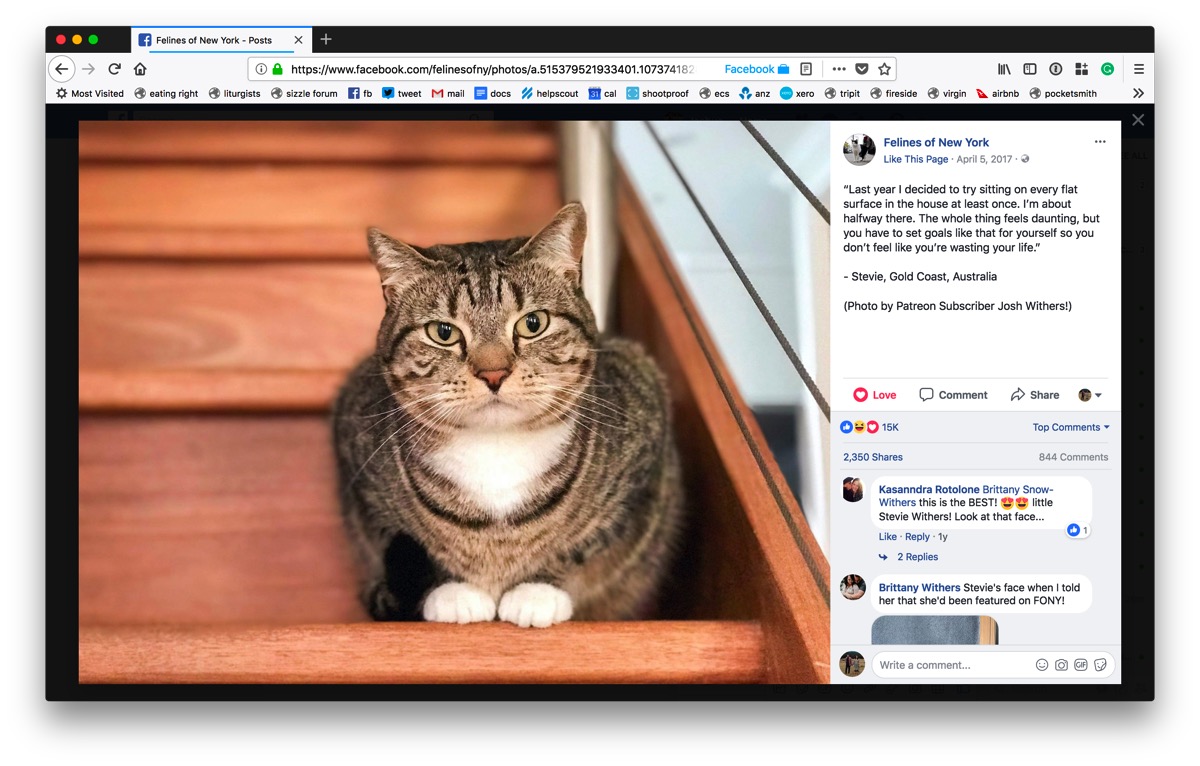 Felines of New York - Posts
https://www.facebook.com/felinesofny/photos/a.515379521933401.107374182
Facebook
Most Visited
eating right
liturgists
sizzle forum
fb
tweet
mail
docs
helpscout
31
cal
shootproof
ecs
anz
xero
tripit
fireside
virgin
airbnb
pocketsmith
Felines of New York
Like This Page · April 5, 2017 ·
“Last year I decided to try sitting on every flat
surface in the house at least once. I’m about
halfway there. The whole thing feels daunting, but
you have to set goals like that for yourself so you
don’t feel like you’re wasting your life.”
- Stevie, Gold Coast, Australia
(Photo by Patreon Subscriber Josh Withers!)
Love
Comment
Share
15K
Top Comments
2,350 Shares
844 Comments
Kasanndra Rotolone Brittany Snow-
Withers this is the BEST! 😍😍 little
Stevie Withers! Look at that face...
1
Like · Reply · 1y
2 Replies
Brittany Withers Stevie's face when I told
her that she'd been featured on FONY!
Write a comment...
GIF